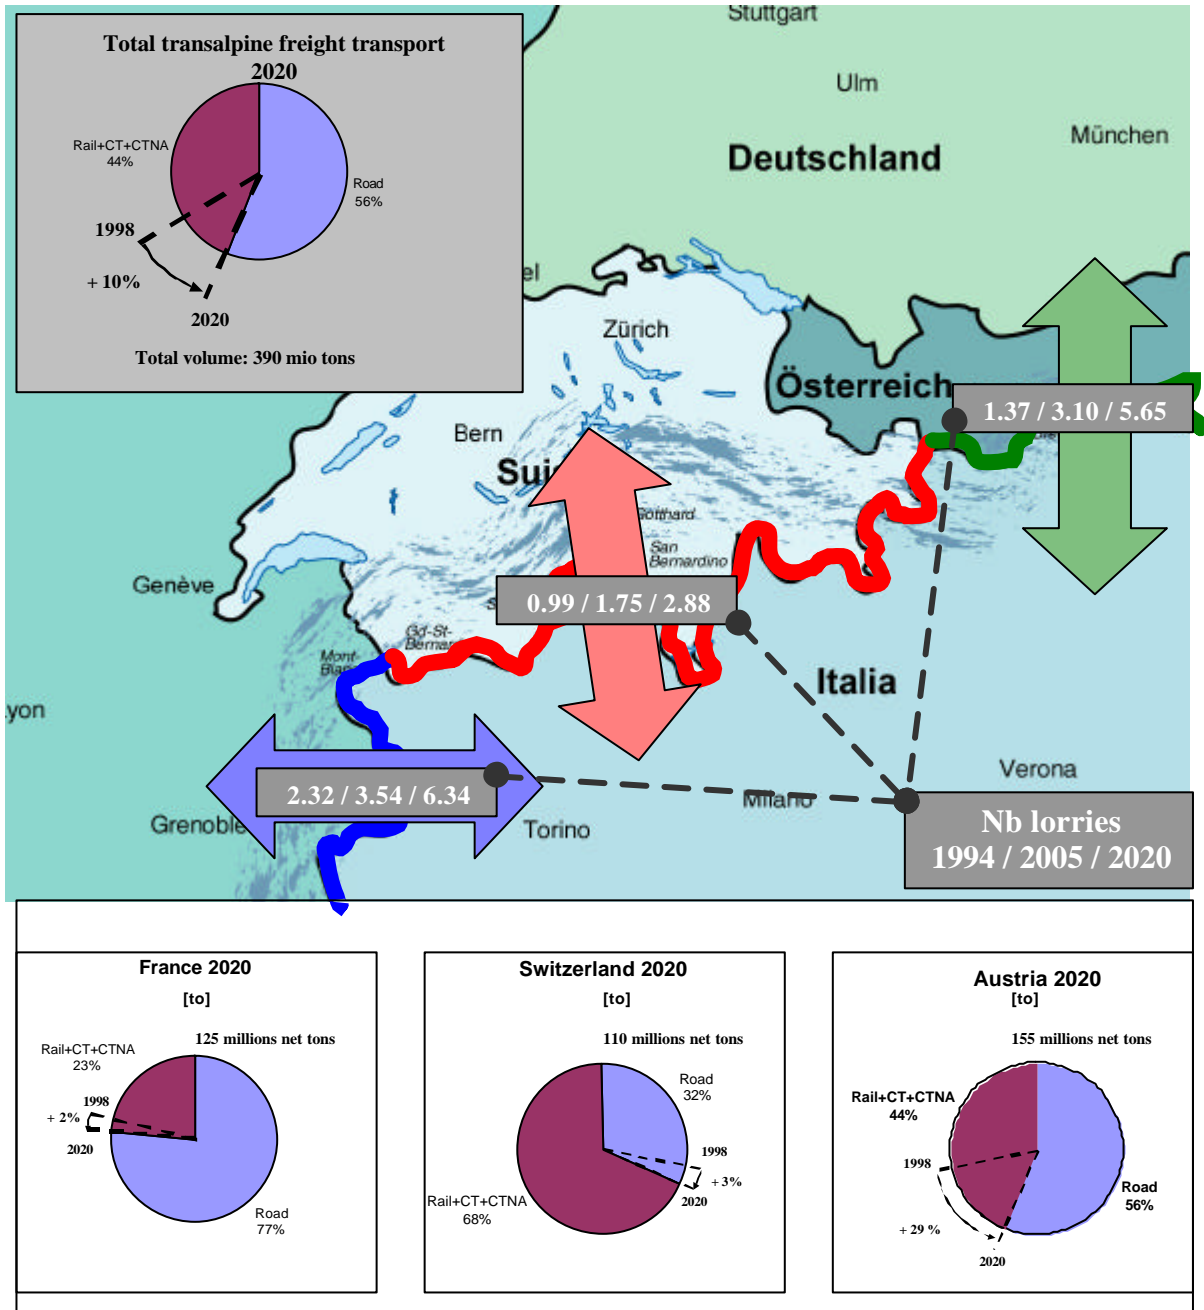 Total transalpine freight transport
2020
Rail+CT+CTNA
44%
Road
56%
1998
+ 10%
2020
Total volume: 390 mio tons
Stuttgart
Ulm
München
Deutschland
Zürich
Österreich
1.37 / 3.10 / 5.65
Bern
Gotthard
San
Bernardino
Genève
0.99 / 1.75 / 2.88
Gd-St-
Mont-
Italia
Verona
2.32 / 3.54 / 6.34
Milano
Grenoble
Torino
Nb lorries
1994 / 2005 / 2020
France 2020
[to]
125 millions net tons
Rail+CT+CTNA
23%
1998
+ 2%
2020
Road
77%
Switzerland 2020
[to]
110 millions net tons
Road
32%
1998
+ 3%
2020
Rail+CT+CTNA
68%
Austria 2020
[to]
155 millions net tons
Rail+CT+CTNA
44%
1998
Road
56%
+ 29 %
2020